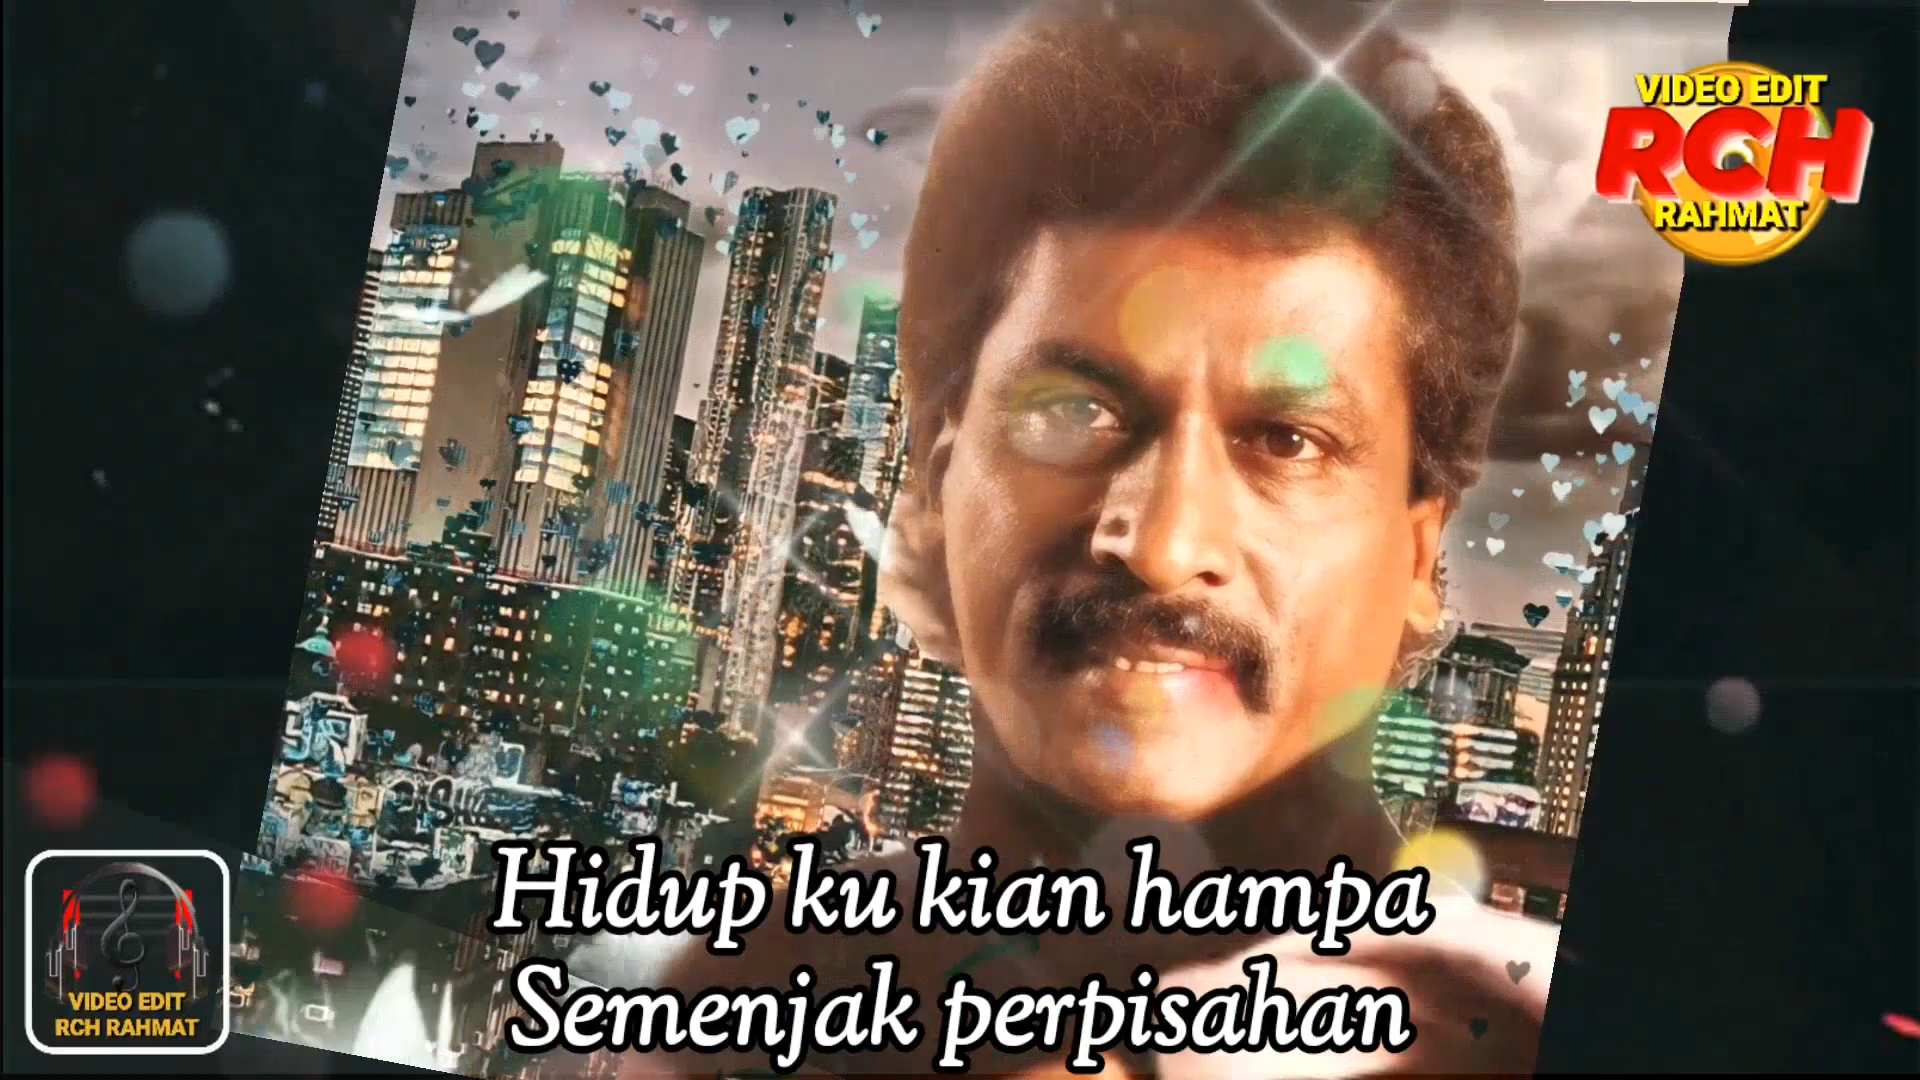 VIDEO EDIT
RCH
RAHMAT
Hidup ku kian hampa
Semenjak perpisahan
VIDEO EDIT
RCH RAHMAT